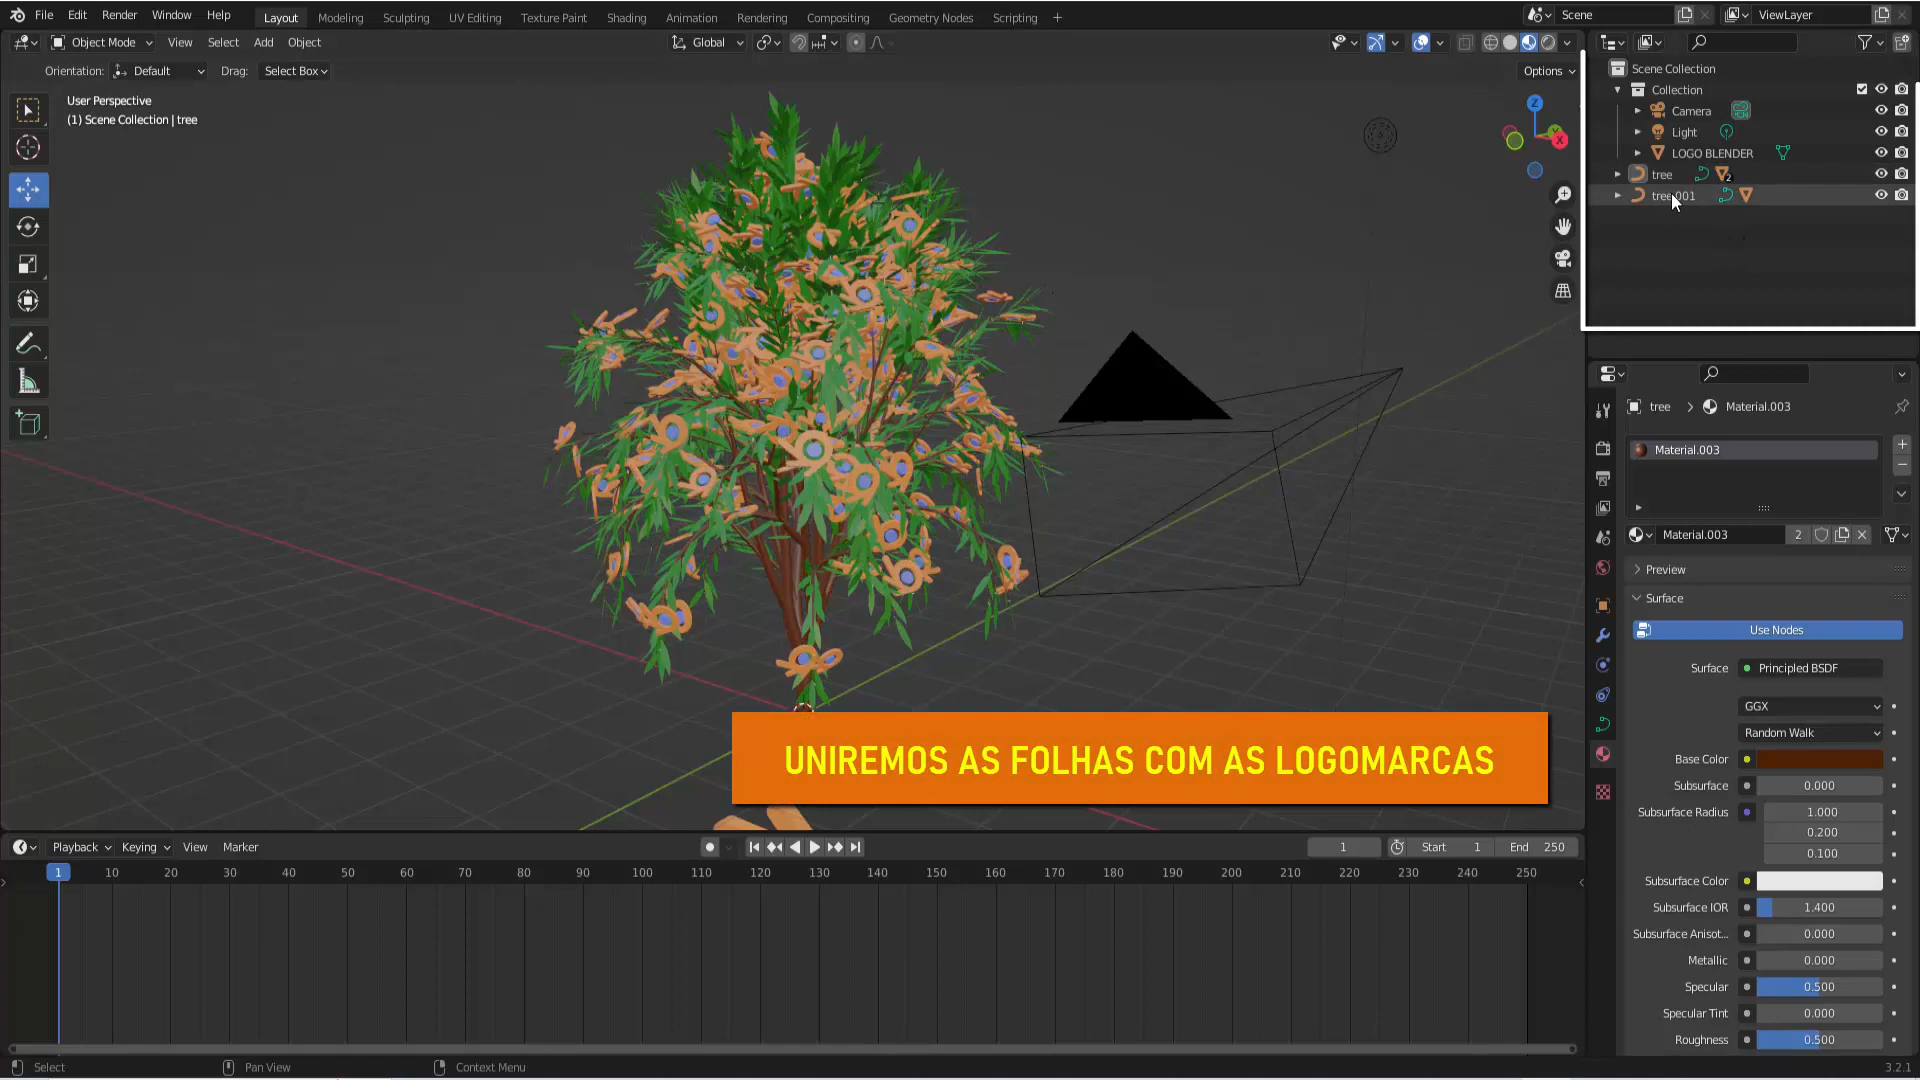 File Edit Render Window Help Layout Modeling Sculpting UV Editing Texture Paint Shading Animation Rendering Compositing Geometry Nodes Scripting + Scene ViewLayer
Object Mode View Select Add Object Global
Orientation: Default Drag: Select Box Options
User Perspective
(1) Scene Collection | tree
Z
Y
X
Scene Collection
Collection
Camera
Light
LOGO BLENDER
tree 2
tree.001
tree > Material.003
Material.003
Material.003 2
Preview
Surface
Use Nodes
Surface Principled BSDF
GGX
Random Walk
Base Color
Subsurface 0.000
Subsurface Radius 1.000
0.200
0.100
Subsurface Color
Subsurface IOR 1.400
Subsurface Anisot... 0.000
Metallic 0.000
Specular 0.500
Specular Tint 0.000
Roughness 0.500
UNIREMOS AS FOLHAS COM AS LOGOMARCAS
Playback Keying View Marker 1 Start 1 End 250
1 10 20 30 40 50 60 70 80 90 100 110 120 130 140 150 160 170 180 190 200 210 220 230 240 250
Select Pan View Context Menu 3.2.1